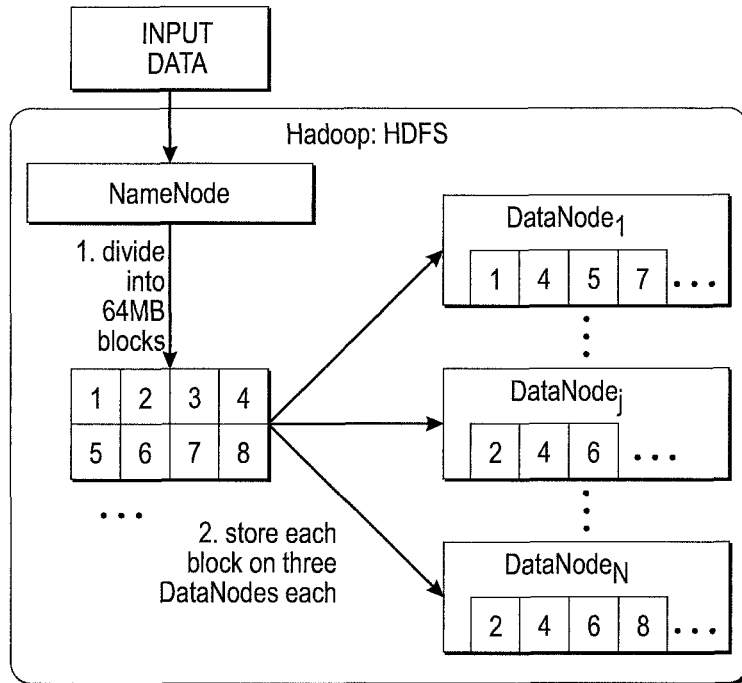 INPUT
DATA
Hadoop: HDFS
NameNode
1. divide
into
64MB
blocks
1 2 3 4
5 6 7 8
...
2. store each
block on three
DataNodes each
DataNode1
1 4 5 7 ...
DataNodej
2 4 6 ...
DataNodeN
2 4 6 8 ...